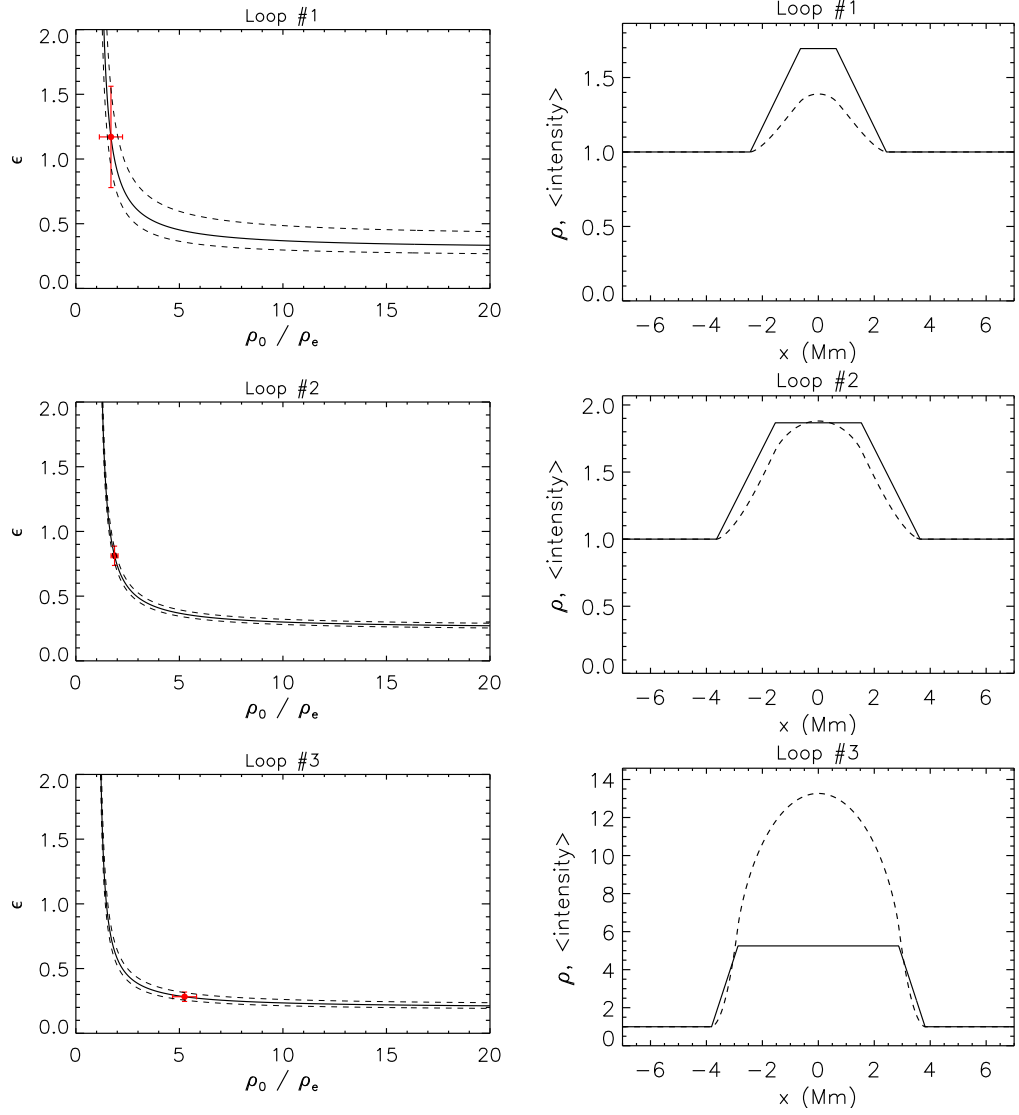 Loop #1
2.0
1.5
1.0
0.5
0.0
ϵ
0 5 10 15 20
ρ₀ / ρₑ
Loop #1
1.5
1.0
0.5
0.0
ρ, <intensity>
−6 −4 −2 0 2 4 6
x (Mm)
Loop #2
2.0
1.5
1.0
0.5
0.0
ϵ
0 5 10 15 20
ρ₀ / ρₑ
Loop #2
2.0
1.5
1.0
0.5
0.0
ρ, <intensity>
−6 −4 −2 0 2 4 6
x (Mm)
Loop #3
2.0
1.5
1.0
0.5
0.0
ϵ
0 5 10 15 20
ρ₀ / ρₑ
Loop #3
14
12
10
8
6
4
2
0
ρ, <intensity>
−6 −4 −2 0 2 4 6
x (Mm)